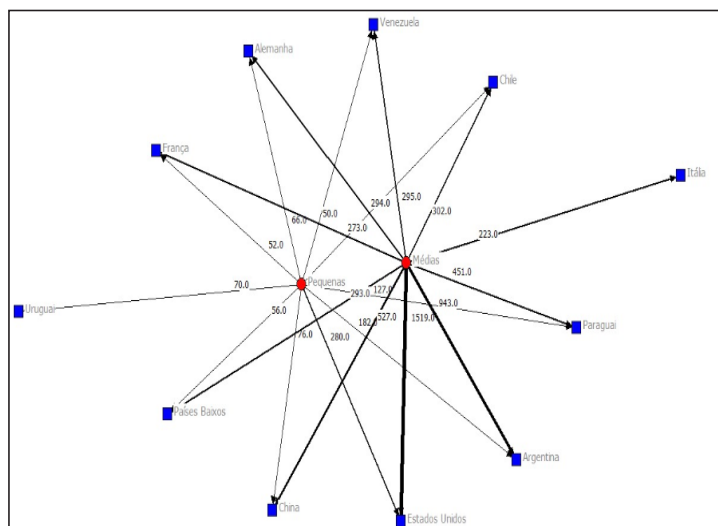 Venezuela
Alemanha
Chile
França
Itália
294.0
295.0
302.0
66.0
50.0
273.0
223.0
52.0
Médias
451.0
Pequenas
70.0
293.0
127.0
943.0
Uruguai
56.0
182.0
527.0
1519.0
Paraguai
76.0
280.0
Países Baixos
Argentina
China
Estados Unidos